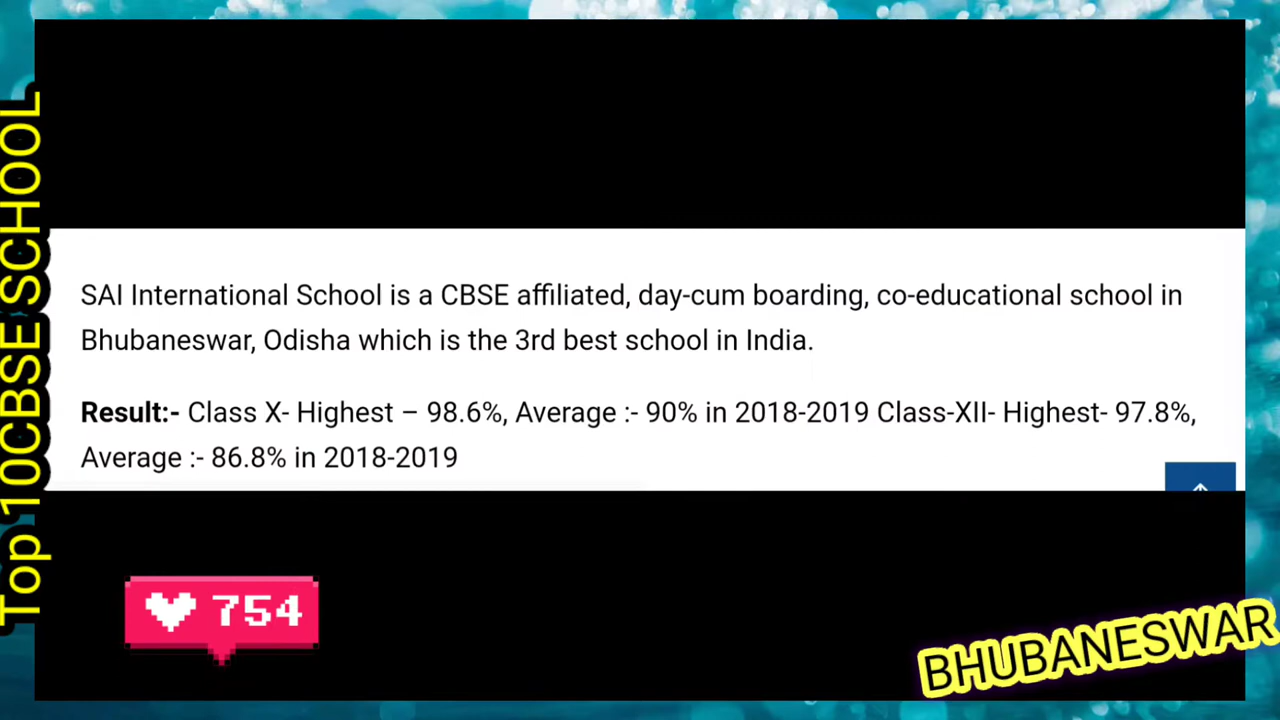 Top 10CBSE SCHOOL
SAI International School is a CBSE affiliated, day-cum boarding, co-educational school in
Bhubaneswar, Odisha which is the 3rd best school in India.
Result:- Class X- Highest – 98.6%, Average :- 90% in 2018-2019 Class-XII- Highest- 97.8%,
Average :- 86.8% in 2018-2019
754
BHUBANESWAR